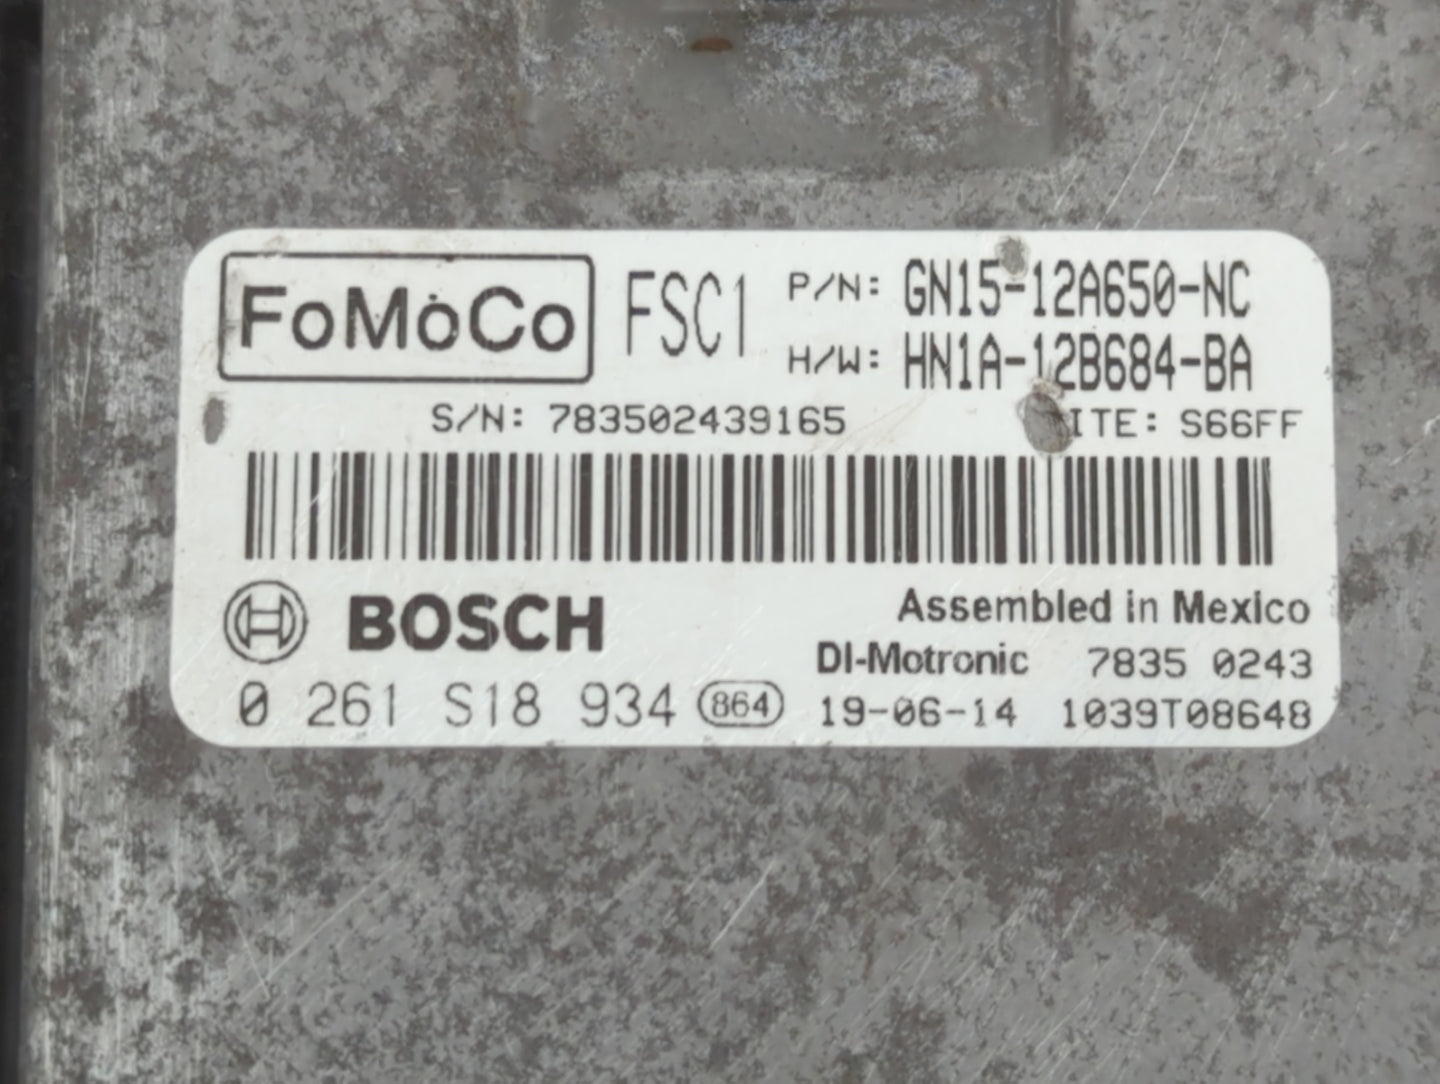 FoMoCo FSC1 P/N: GN15-12A650-NC
H/W: HN1A-12B684-BA
S/N: 783502439165 ITE: S66FF
BOSCH Assembled in Mexico
DI-Motronic 7835 0243
0 261 S18 934 864 19-06-14 1039T08648